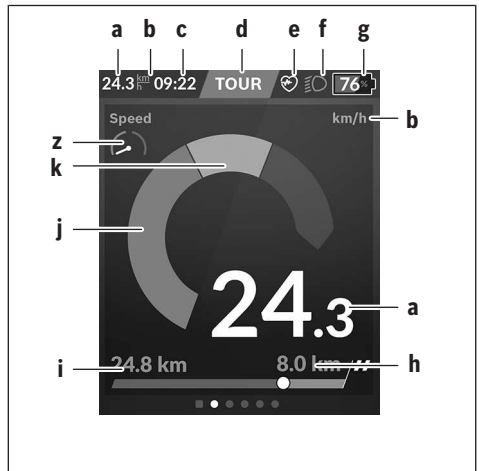 a b c d e f g
24.3 km/h 09:22 TOUR 76%
Speed km/h b
z
k
j
24.3 a
i 24.8 km 8.0 km h